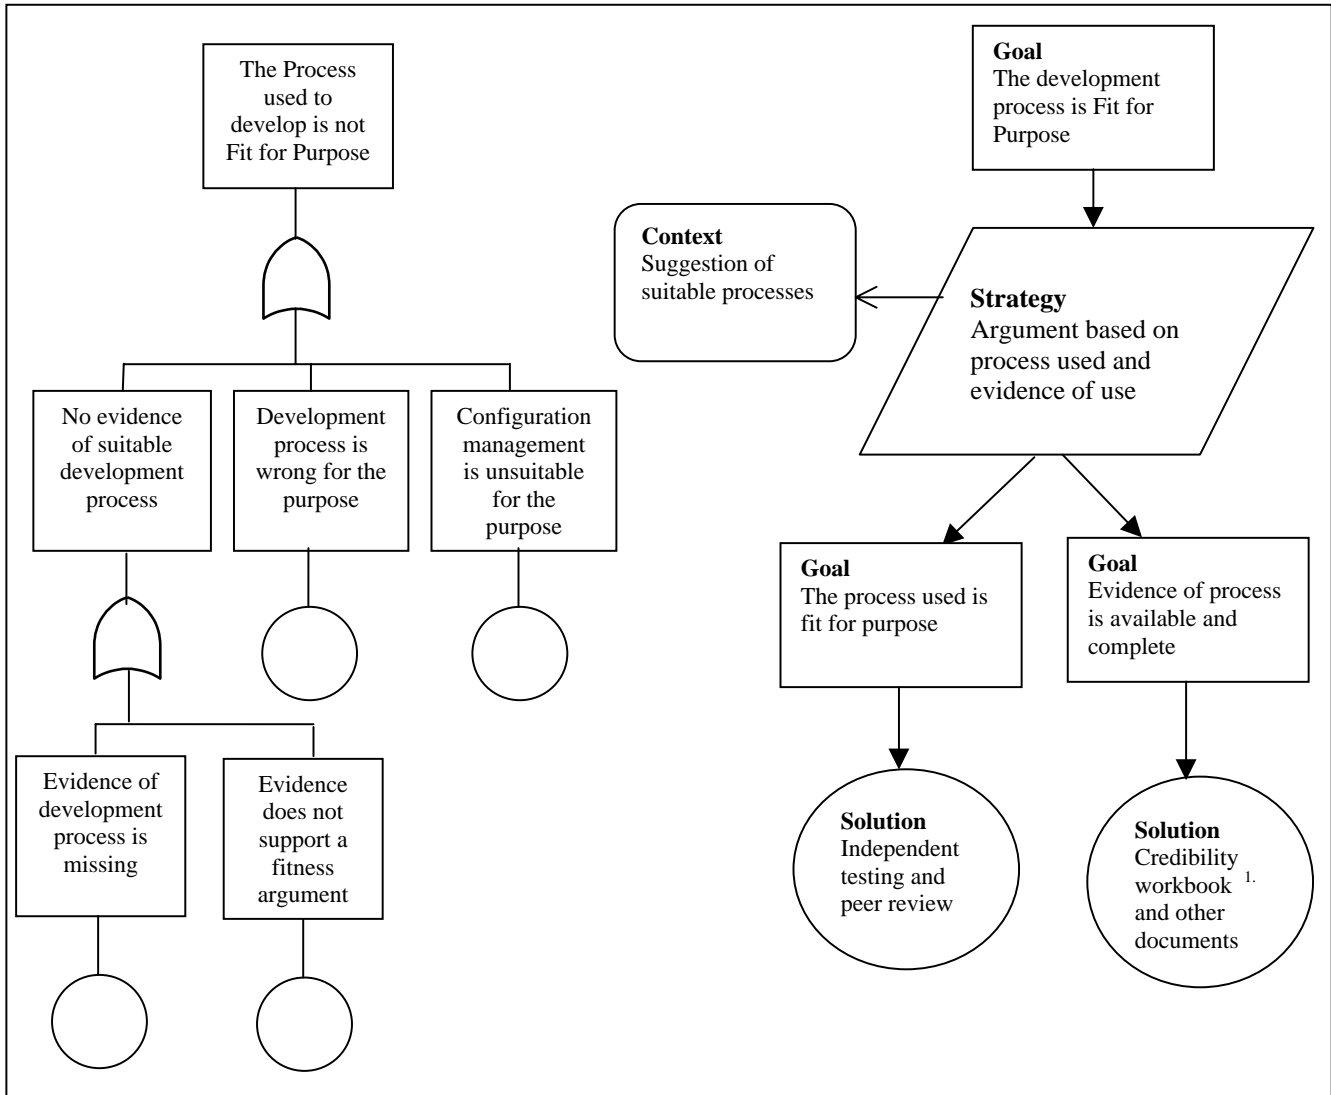 The Process
used to
develop is not
Fit for Purpose
No evidence
of suitable
development
process
Development
process is
wrong for the
purpose
Configuration
management
is unsuitable
for the
purpose
Evidence of
development
process is
missing
Evidence
does not
support a
fitness
argument
Goal
The development
process is Fit for
Purpose
Context
Suggestion of
suitable processes
Strategy
Argument based on
process used and
evidence of use
Goal
The process used is
fit for purpose
Goal
Evidence of process
is available and
complete
Solution
Independent
testing and
peer review
Solution
Credibility
workbook 1.
and other
documents